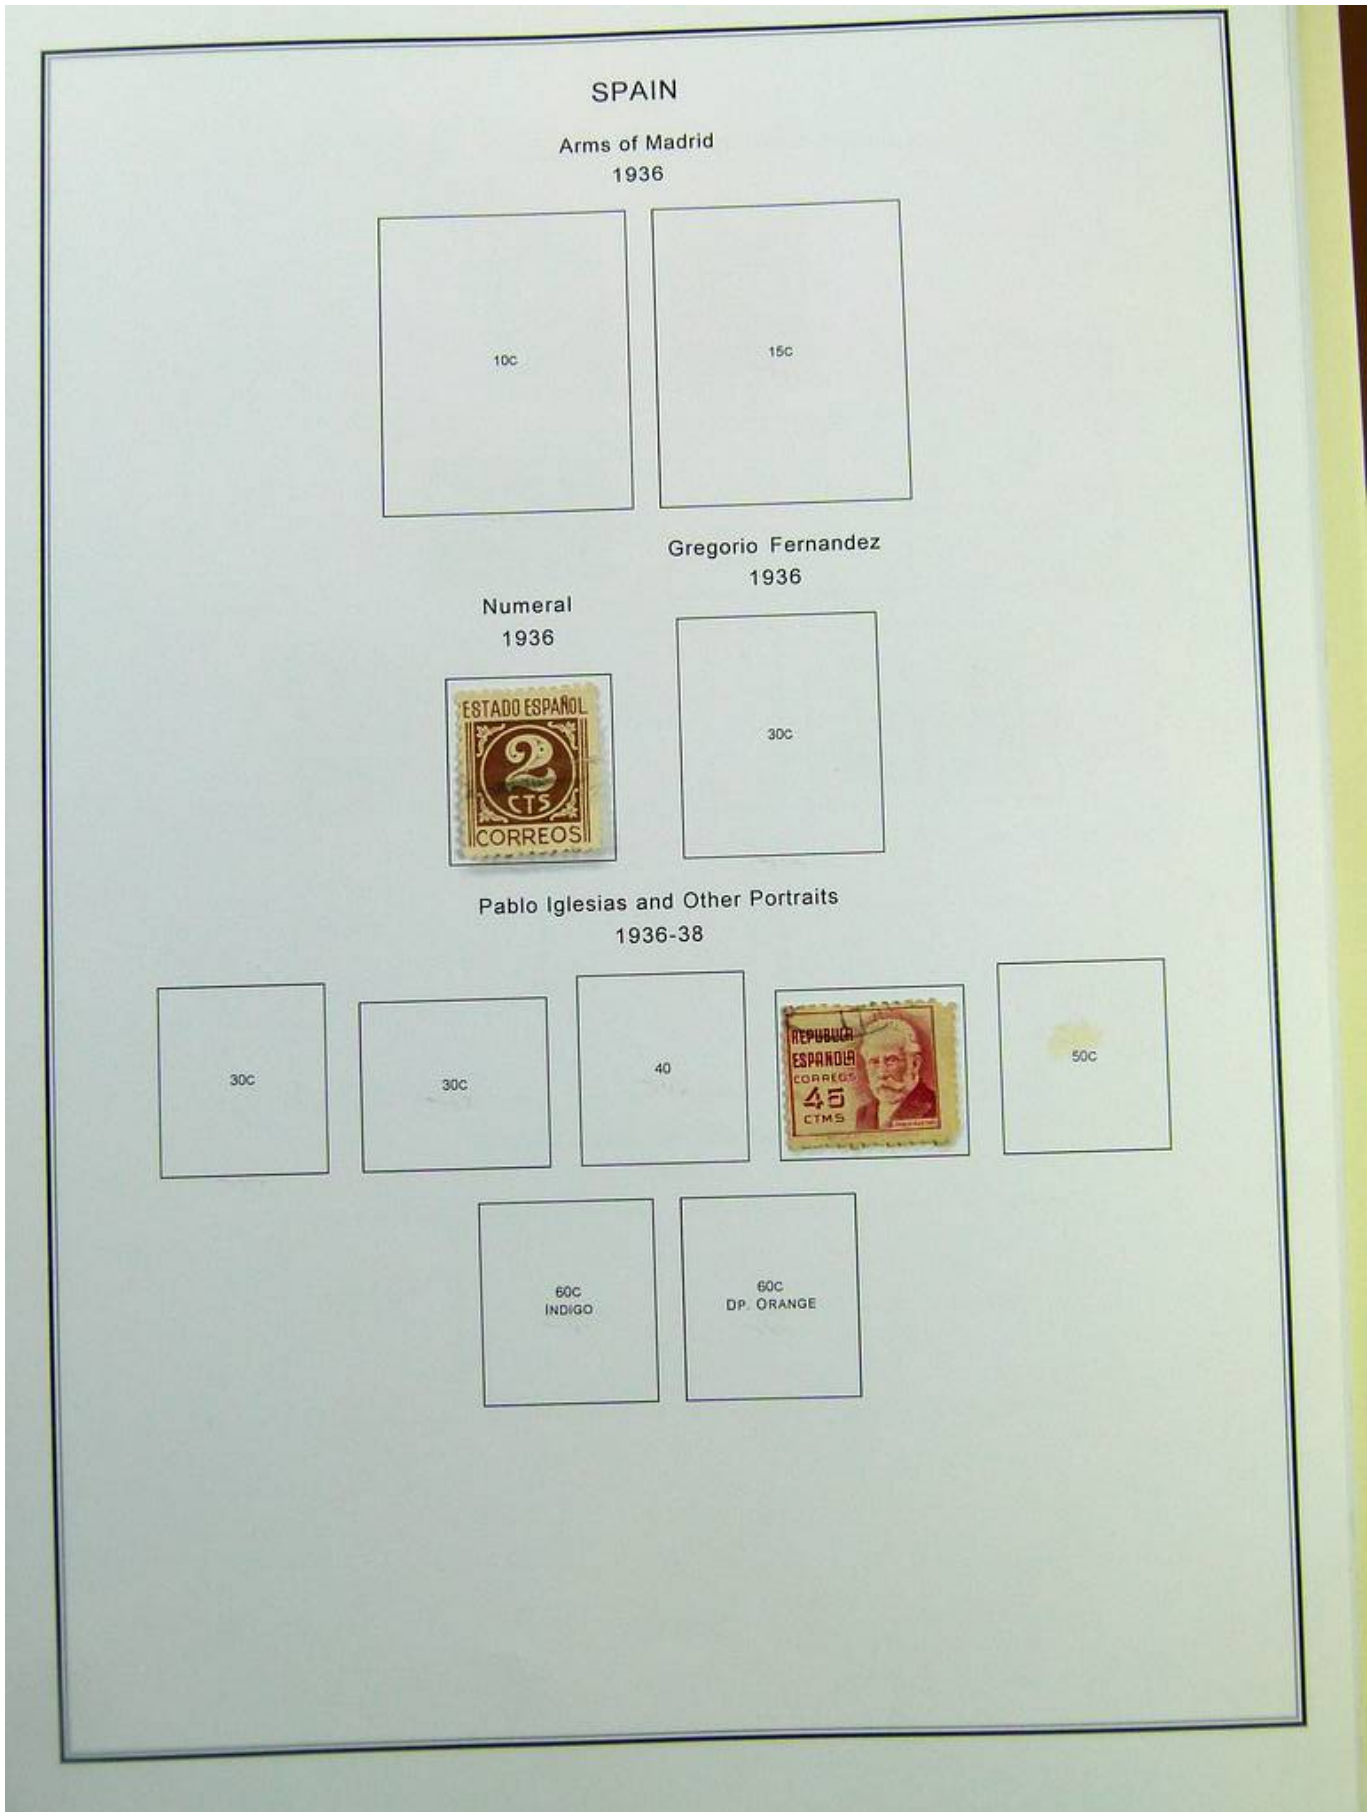 SPAIN
Arms of Madrid
1936
10C
15C
Gregorio Fernandez
1936
Numeral
1936
ESTADO ESPAÑOL
2
CTS
CORREOS
30C
Pablo Iglesias and Other Portraits
1936-38
30C
30C
40
REPUBLICA
ESPAÑOLA
CORREOS
45
CTMS
50C
60C
INDIGO
60C
DP. ORANGE